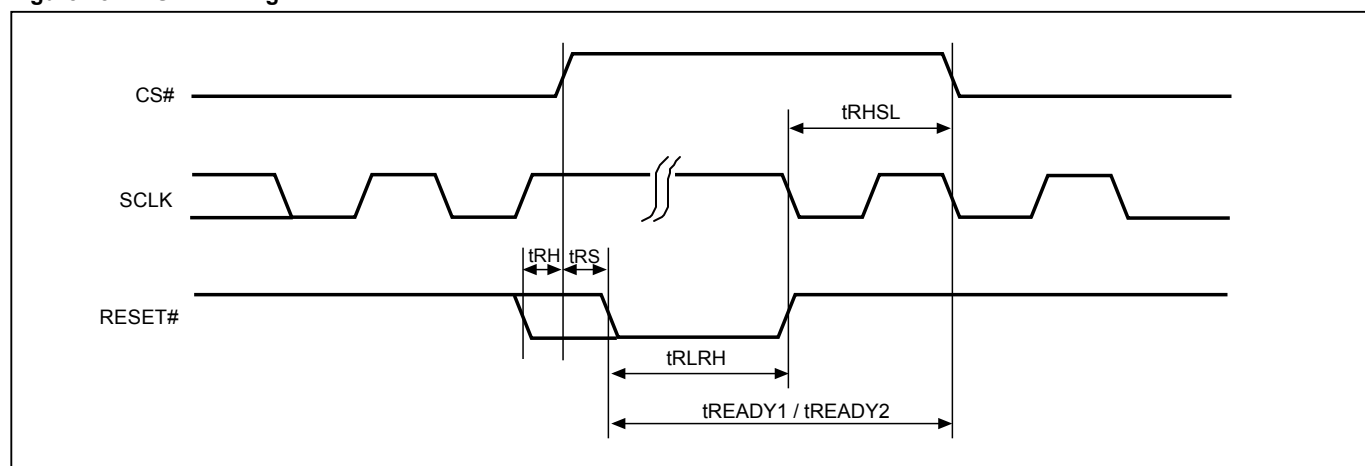 CS#
tRHSL
SCLK
tRH tRS
RESET#
tRLRH
tREADY1 / tREADY2